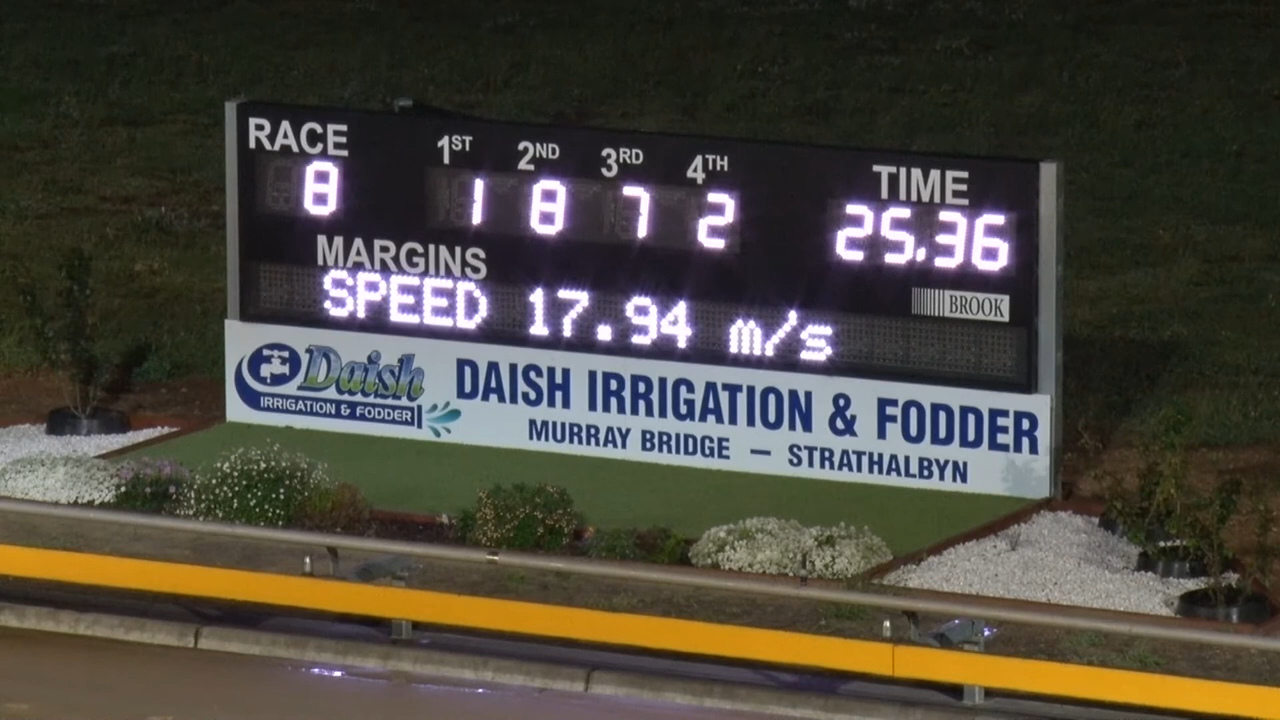 RACE 1ST 2ND 3RD 4TH TIME
8 1 8 7 2 25.36
MARGINS
SPEED 17.94 m/s
BROOK
Daish
IRRIGATION & FODDER
DAISH IRRIGATION & FODDER
MURRAY BRIDGE — STRATHALBYN